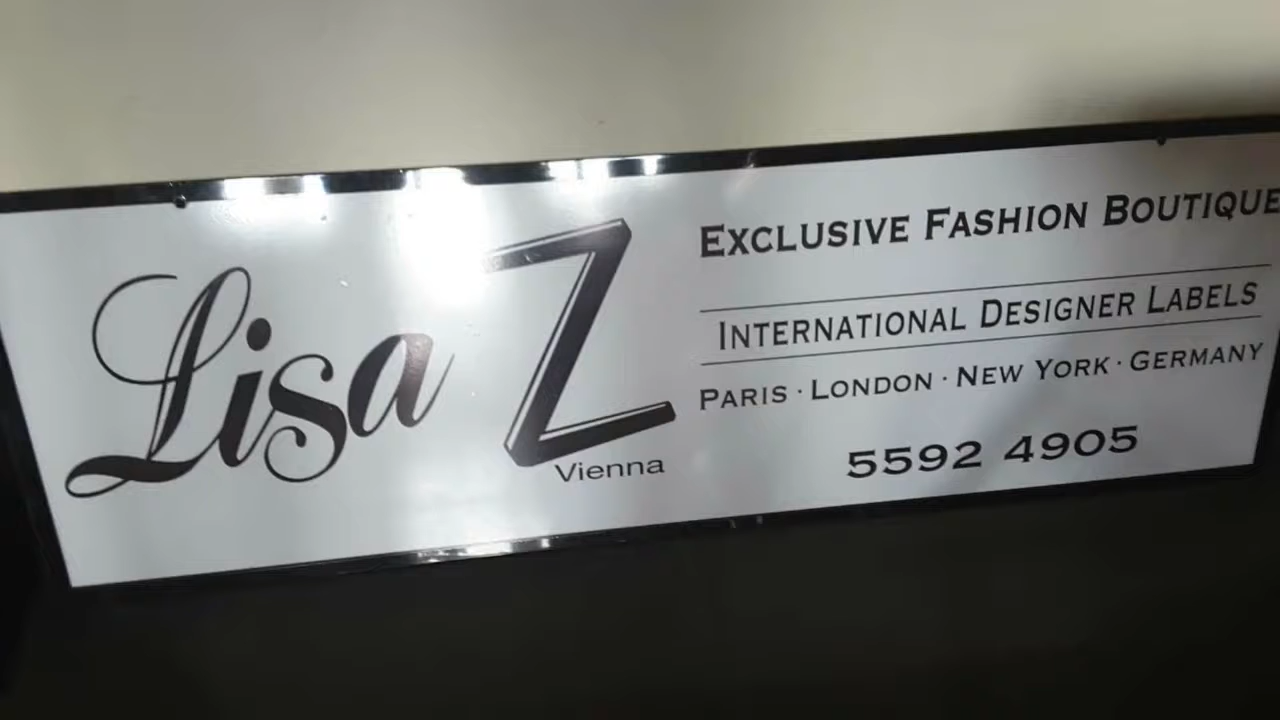 Lisa Z
Vienna
EXCLUSIVE FASHION BOUTIQUE
INTERNATIONAL DESIGNER LABELS
PARIS · LONDON · NEW YORK · GERMANY
5592 4905